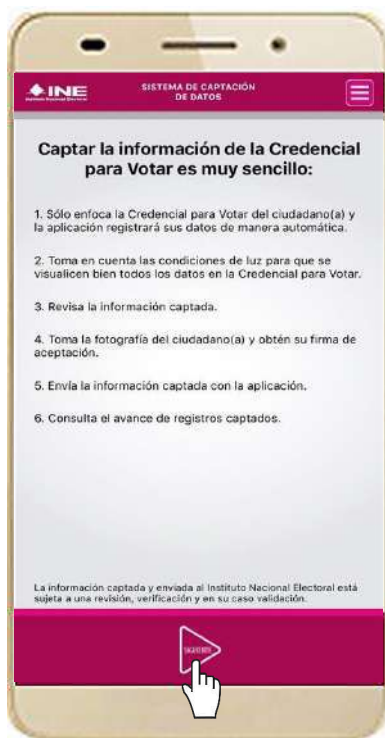 INE
Instituto Nacional Electoral
SISTEMA DE CAPTACIÓN
DE DATOS
Captar la información de la Credencial
para Votar es muy sencillo:
1. Sólo enfoca la Credencial para Votar del ciudadano(a) y
la aplicación registrará sus datos de manera automática.
2. Toma en cuenta las condiciones de luz para que se
visualicen bien todos los datos en la Credencial para Votar.
3. Revisa la información captada.
4. Toma la fotografía del ciudadano(a) y obtén su firma de
aceptación.
5. Envía la información captada con la aplicación.
6. Consulta el avance de registros captados.
La información captada y enviada al Instituto Nacional Electoral está
sujeta a una revisión, verificación y en su caso validación.
SIGUIENTE